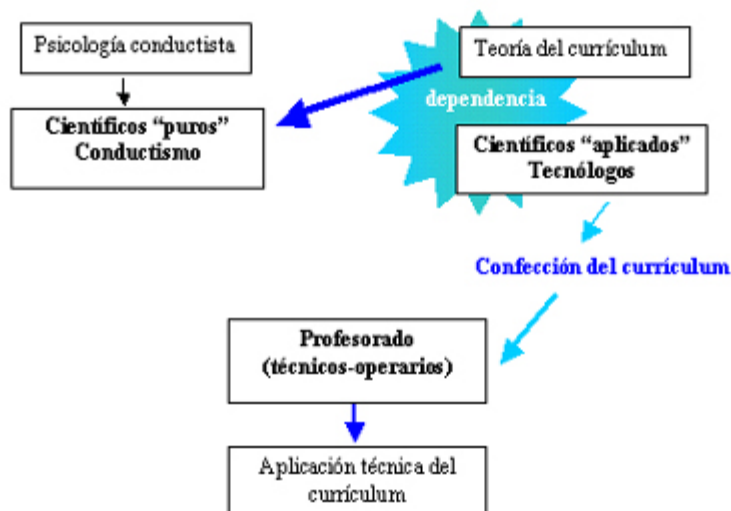 Psicología conductista
Teoría del currículum
dependencia
Científicos “puros”
Conductismo
Científicos “aplicados”
Tecnólogos
Confección del currículum
Profesorado
(técnicos-operarios)
Aplicación técnica del
currículum